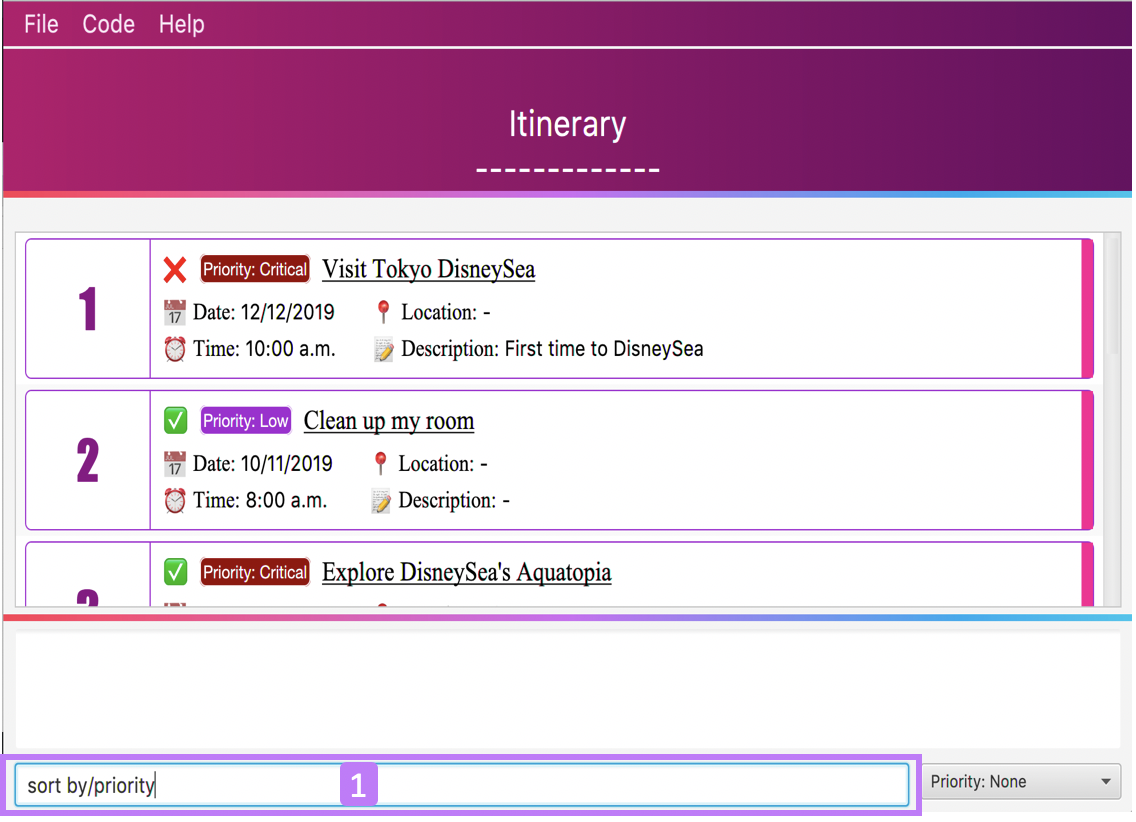 File Code Help
Itinerary
-------------
1
Priority: Critical Visit Tokyo DisneySea
Date: 12/12/2019 Location: -
Time: 10:00 a.m. Description: First time to DisneySea
2
Priority: Low Clean up my room
Date: 10/11/2019 Location: -
Time: 8:00 a.m. Description: -
Priority: Critical Explore DisneySea's Aquatopia
sort by/priority 1 Priority: None